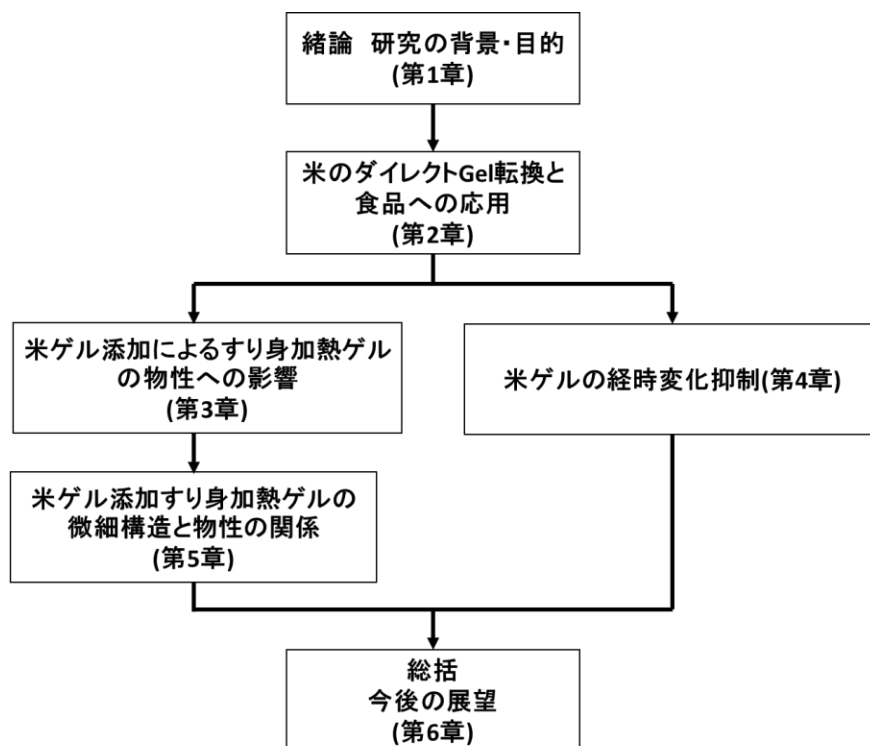 緒論　研究の背景・目的
(第1章)
米のダイレクトGel転換と
食品への応用
(第2章)
米ゲル添加によるすり身加熱ゲル
の物性への影響
(第3章)
米ゲルの経時変化抑制(第4章)
米ゲル添加すり身加熱ゲルの
微細構造と物性の関係
(第5章)
総括
今後の展望
(第6章)